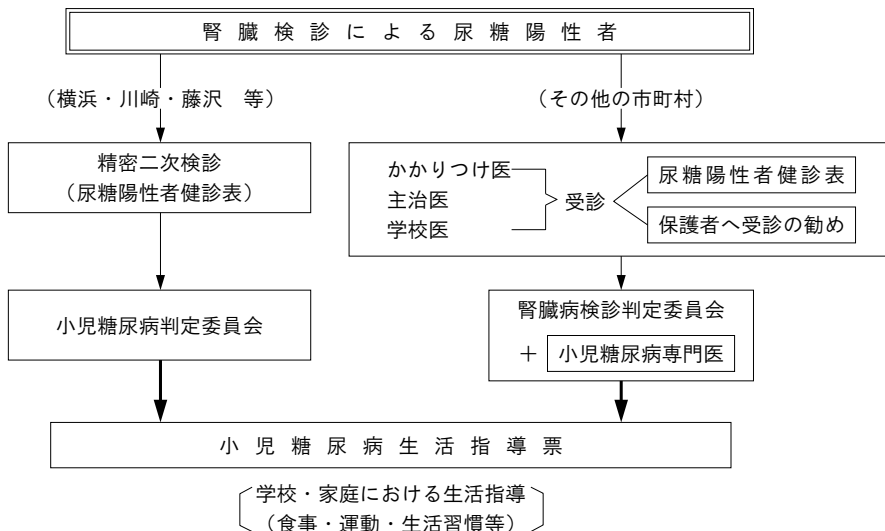 腎臓検診による尿糖陽性者
（横浜・川崎・藤沢　等）
（その他の市町村）
精密二次検診
（尿糖陽性者健診表）
かかりつけ医
主治医
学校医
受診
尿糖陽性者健診表
保護者へ受診の勧め
小児糖尿病判定委員会
腎臓病検診判定委員会
＋ 小児糖尿病専門医
小児糖尿病生活指導票
学校・家庭における生活指導
（食事・運動・生活習慣等）